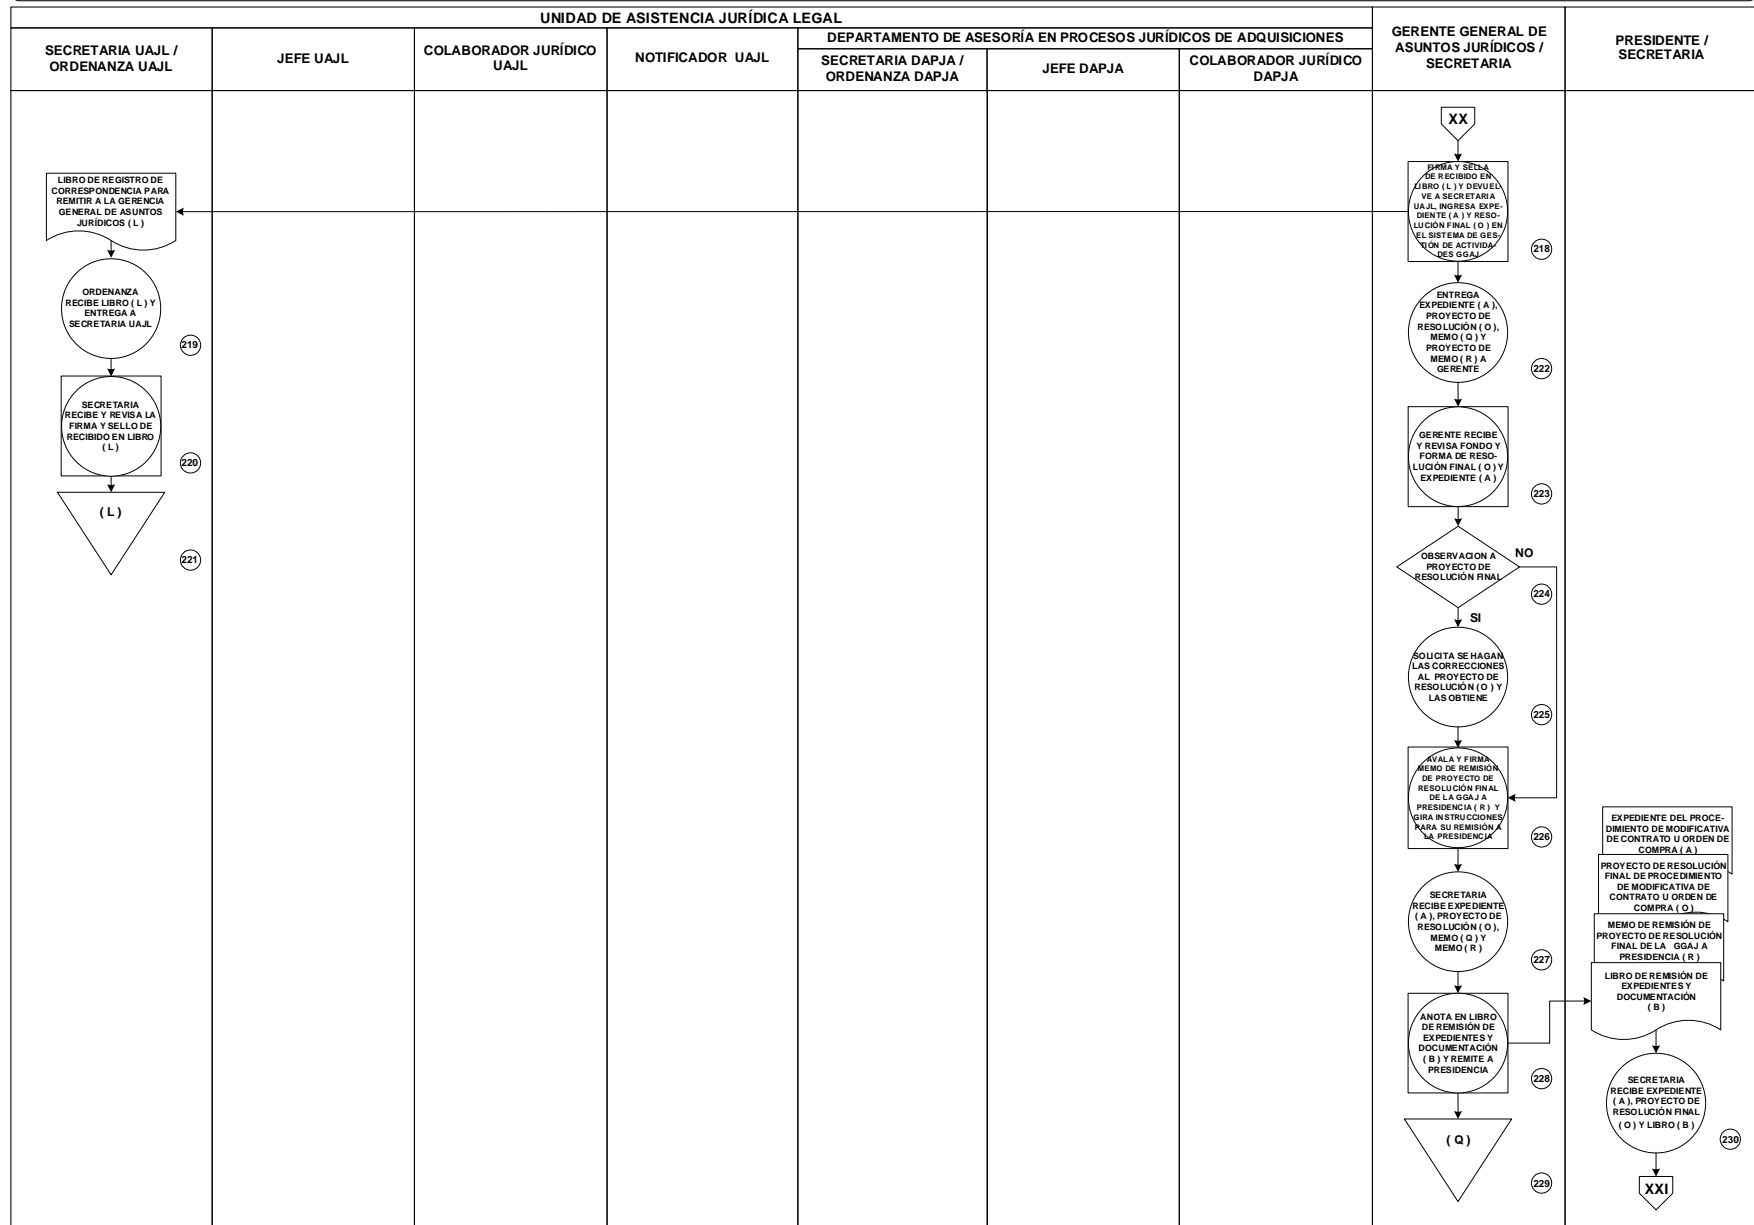 UNIDAD DE ASISTENCIA JURÍDICA LEGAL
SECRETARIA UAJL /
ORDENANZA UAJL
JEFE UAJL
COLABORADOR JURÍDICO
UAJL
NOTIFICADOR UAJL
DEPARTAMENTO DE ASESORÍA EN PROCESOS JURÍDICOS DE ADQUISICIONES
SECRETARIA DAPJA /
ORDENANZA DAPJA
JEFE DAPJA
COLABORADOR JURÍDICO
DAPJA
GERENTE GENERAL DE
ASUNTOS JURÍDICOS /
SECRETARIA
PRESIDENTE /
SECRETARIA
LIBRO DE REGISTRO DE
CORRESPONDENCIA PARA
REMITIR A LA GERENCIA
GENERAL DE ASUNTOS
JURÍDICOS ( L )
ORDENANZA
RECIBE LIBRO ( L ) Y
ENTREGA A
SECRETARIA UAJL
219
SECRETARIA
RECIBE Y REVISA LA
FIRMA Y SELLO DE
RECIBIDO EN LIBRO
( L )
220
( L )
221
XX
FIRMA Y SELLA
DE RECIBIDO EN
LIBRO ( L ) Y DEVUEL
VE A SECRETARIA
UAJL, INGRESA EXPE-
DIENTE ( A ) Y RESO-
LUCIÓN FINAL ( O ) EN
EL SISTEMA DE GES-
TIÓN DE ACTIVIDA-
DES GGAJ
218
ENTREGA
EXPEDIENTE ( A ),
PROYECTO DE
RESOLUCIÓN ( O ),
MEMO ( Q ) Y
PROYECTO DE
MEMO ( R ) A
GERENTE
222
GERENTE RECIBE
Y REVISA FONDO Y
FORMA DE RESO-
LUCIÓN FINAL ( O ) Y
EXPEDIENTE ( A )
223
OBSERVACION A
PROYECTO DE
RESOLUCIÓN FINAL
NO
224
SI
SOLICITA SE HAGAN
LAS CORRECCIONES
AL PROYECTO DE
RESOLUCIÓN ( O ) Y
LAS OBTIENE
225
AVALA Y FIRMA
MEMO DE REMISIÓN
DE PROYECTO DE
RESOLUCIÓN FINAL
DE LA GGAJ A
PRESIDENCIA ( R ) Y
GIRA INSTRUCCIONES
PARA SU REMISIÓN A
LA PRESIDENCIA
226
SECRETARIA
RECIBE EXPEDIENTE
( A ), PROYECTO DE
RESOLUCIÓN ( O ),
MEMO ( Q ) Y
MEMO ( R )
227
ANOTA EN LIBRO
DE REMISIÓN DE
EXPEDIENTES Y
DOCUMENTACIÓN
( B ) Y REMITE A
PRESIDENCIA
228
( Q )
229
EXPEDIENTE DEL PROCE-
DIMIENTO DE MODIFICATIVA
DE CONTRATO U ORDEN DE
COMPRA ( A )
PROYECTO DE RESOLUCIÓN
FINAL DE PROCEDIMIENTO
DE MODIFICATIVA DE
CONTRATO U ORDEN DE
COMPRA ( O )
MEMO DE REMISIÓN DE
PROYECTO DE RESOLUCIÓN
FINAL DE LA GGAJ A
PRESIDENCIA ( R )
LIBRO DE REMISIÓN DE
EXPEDIENTES Y
DOCUMENTACIÓN
( B )
SECRETARIA
RECIBE EXPEDIENTE
( A ), PROYECTO DE
RESOLUCIÓN FINAL
( O ) Y LIBRO ( B )
230
XXI